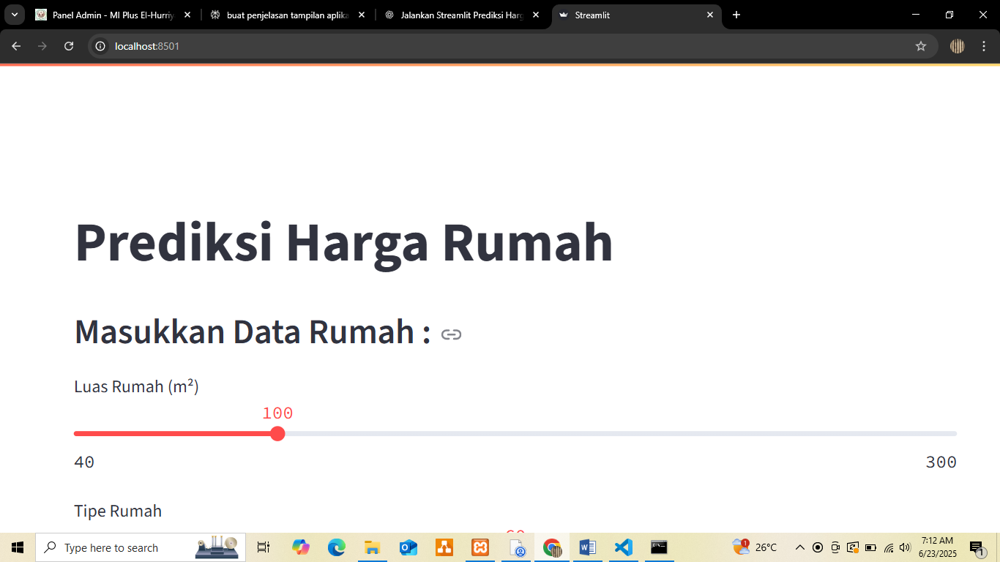 Panel Admin - MI Plus El-Hurriy
buat penjelasan tampilan aplika
Jalankan Streamlit Prediksi Harg
Streamlit
localhost:8501
Prediksi Harga Rumah
Masukkan Data Rumah :
Luas Rumah (m²)
100
40
300
Tipe Rumah
Type here to search
26°C
7:12 AM
6/23/2025
1
1